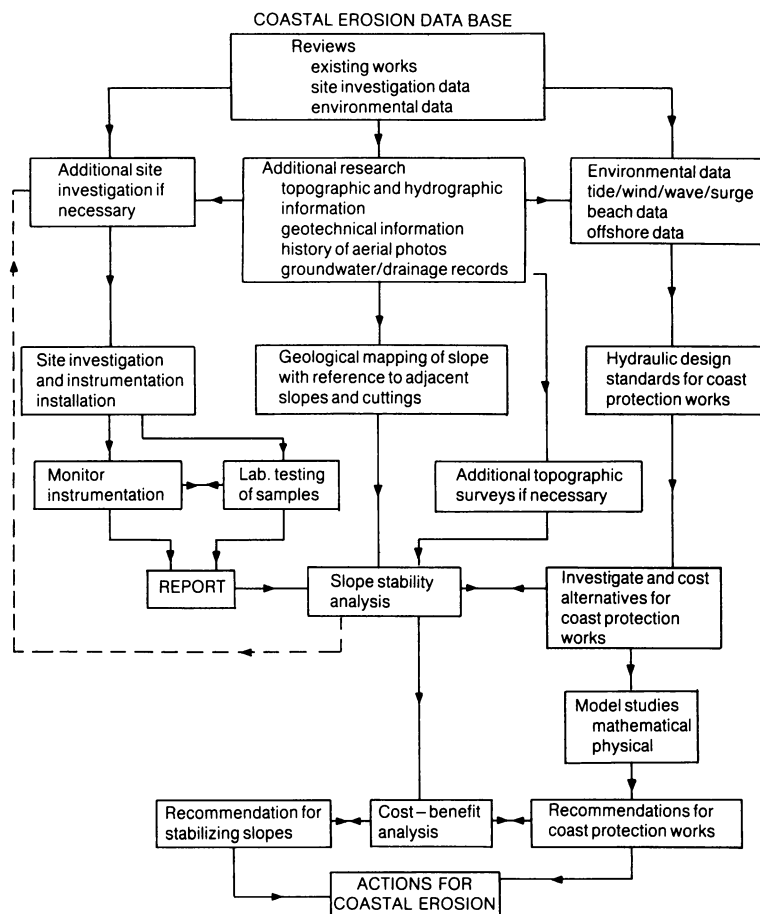 COASTAL EROSION DATA BASE
Reviews
existing works
site investigation data
environmental data
Additional site
investigation if
necessary
Additional research
topographic and hydrographic
information
geotechnical information
history of aerial photos
groundwater/drainage records
Environmental data
tide/wind/wave/surge
beach data
offshore data
Site investigation
and instrumentation
installation
Geological mapping of slope
with reference to adjacent
slopes and cuttings
Hydraulic design
standards for coast
protection works
Monitor
instrumentation
Lab. testing
of samples
Additional topographic
surveys if necessary
REPORT
Slope stability
analysis
Investigate and cost
alternatives for
coast protection
works
Model studies
mathematical
physical
Recommendation for
stabilizing slopes
Cost–benefit
analysis
Recommendations for
coast protection works
ACTIONS FOR
COASTAL EROSION